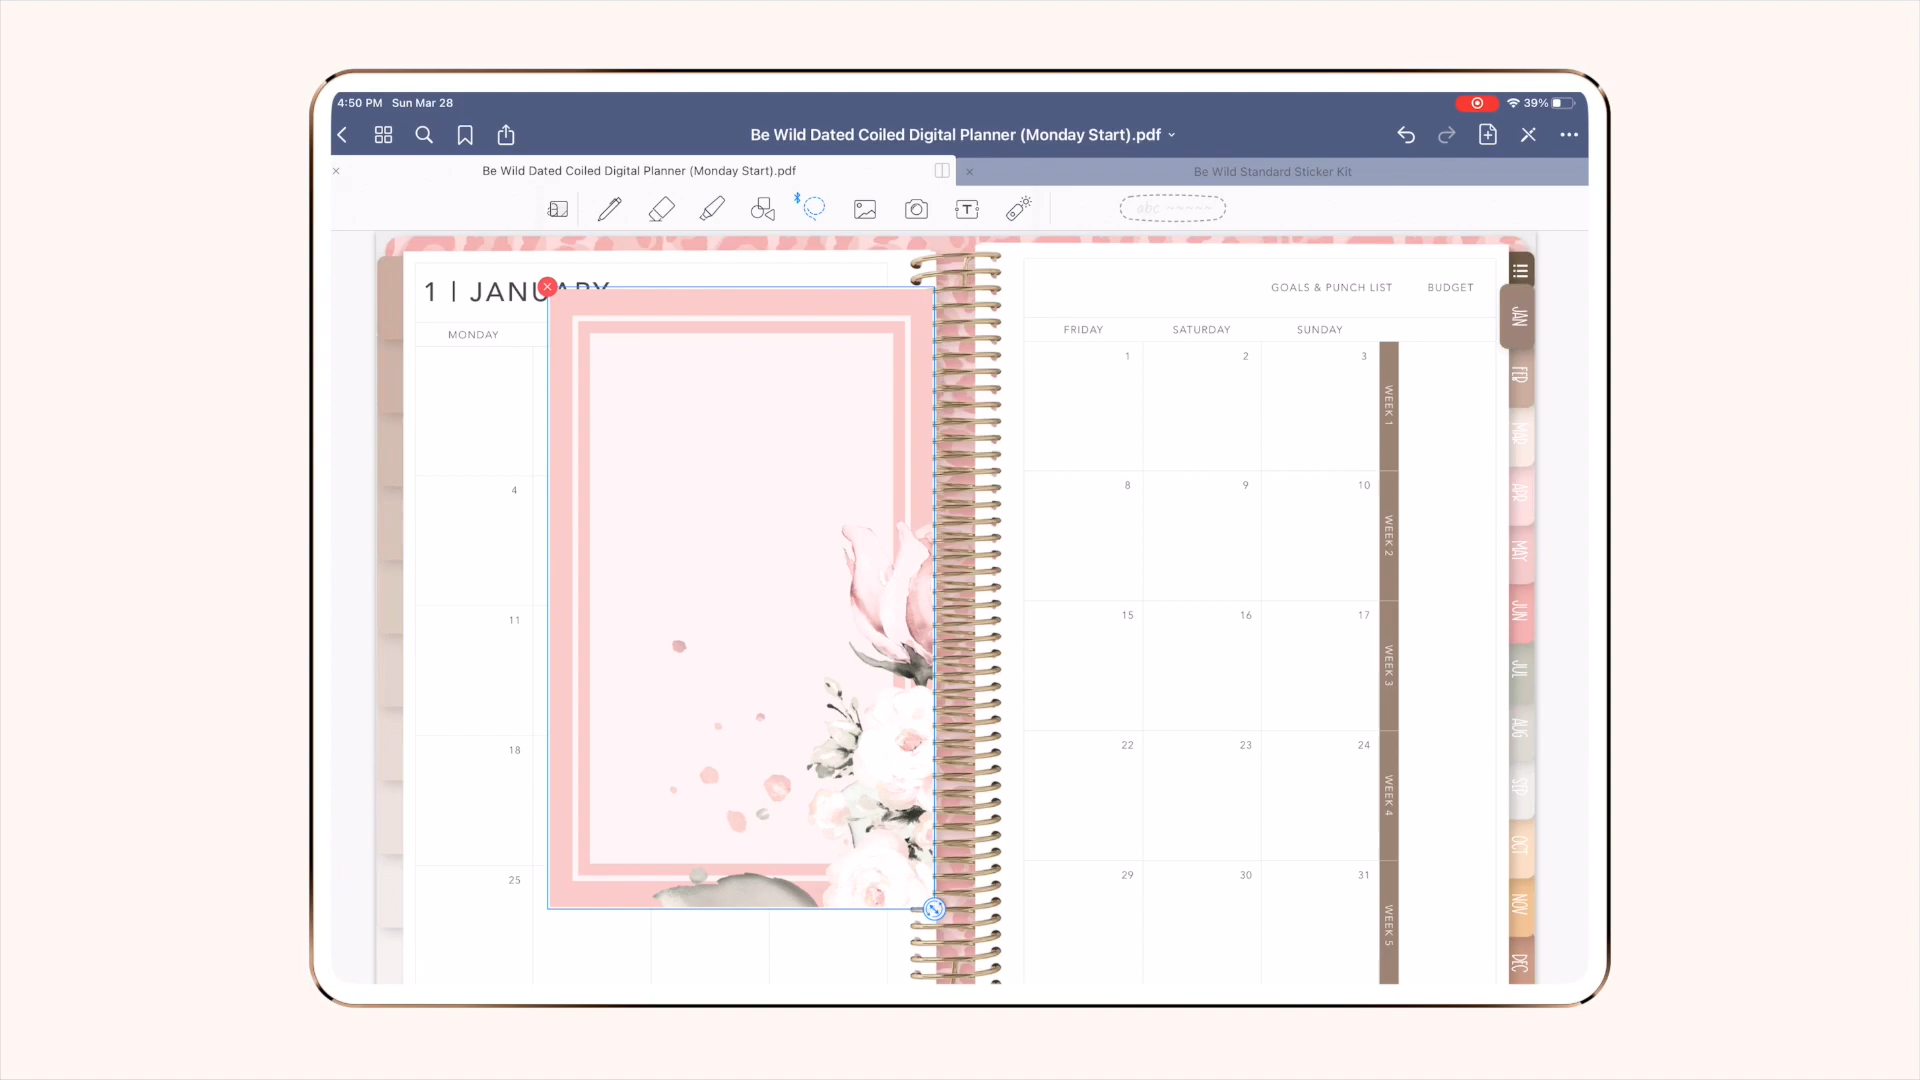 4:50 PM Sun Mar 28
39%
Be Wild Dated Coiled Digital Planner (Monday Start).pdf
Be Wild Dated Coiled Digital Planner (Monday Start).pdf
Be Wild Standard Sticker Kit
T
abc
1 | JANUARY
GOALS & PUNCH LIST
BUDGET
MONDAY
FRIDAY
SATURDAY
SUNDAY
1
2
3
WEEK 1
4
8
9
10
WEEK 2
11
15
16
17
WEEK 3
18
22
23
24
WEEK 4
25
29
30
31
WEEK 5
JAN
FEB
MAR
APR
MAY
JUN
JUL
AUG
SEP
OCT
NOV
DEC